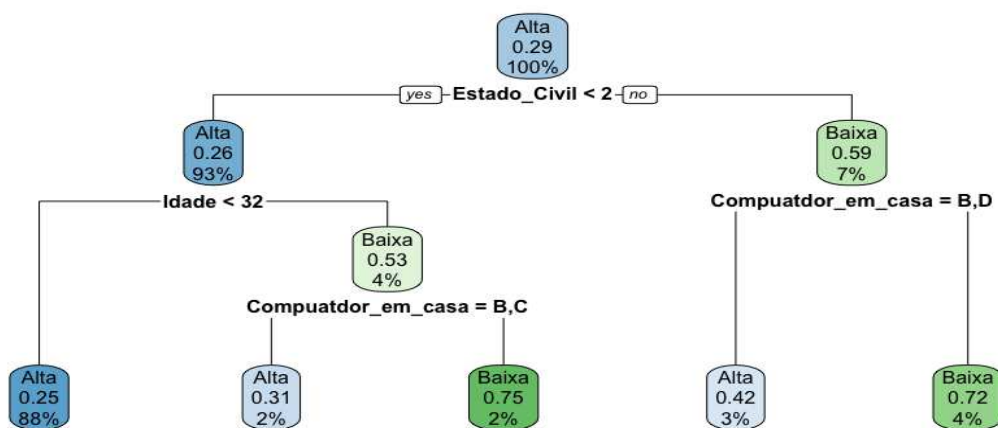 Alta
0.29
100%
yes Estado_Civil < 2 no
Alta
0.26
93%
Baixa
0.59
7%
Idade < 32
Compuatdor_em_casa = B,D
Baixa
0.53
4%
Compuatdor_em_casa = B,C
Alta
0.25
88%
Alta
0.31
2%
Baixa
0.75
2%
Alta
0.42
3%
Baixa
0.72
4%